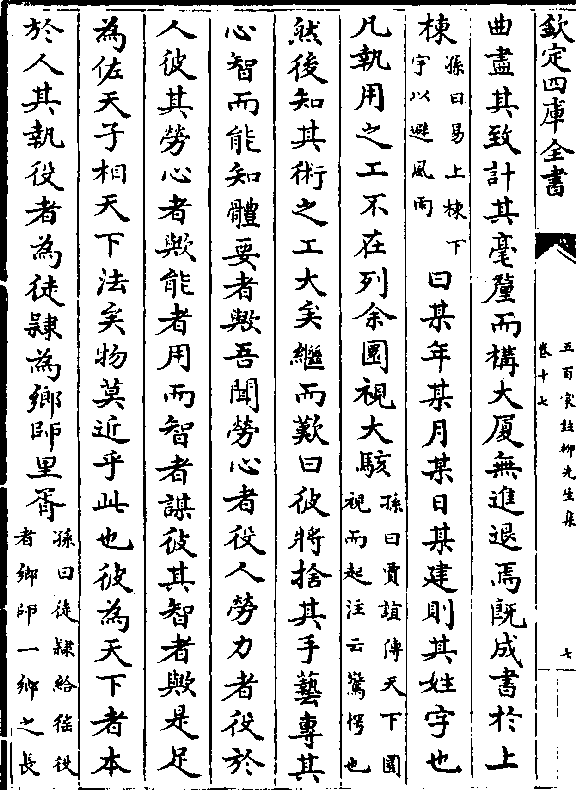 欽定四庫全書
五百家註柳先生集
卷十七
七
曲盡其致計其毫釐而構大厦無進退焉既成書於上
棟
孫曰易上棟下
宇以避風雨
曰某年某月某日某建則其姓字也
凡執用之工不在列余圜視大駭
孫曰賈誼傳天下圜
視而起注云驚愕也
然後知其術之工大矣繼而歎曰彼將捨其手藝專其
心智而能知體要者歟吾聞勞心者役人勞力者役於
人彼其勞心者歟能者用而智者謀彼其智者歟是足
為佐天子相天下法矣物莫近乎此也彼為天下者本
於人其執役者為徒隸為鄉師里胥
孫曰徒隸給徭役
者鄉師一鄉之長